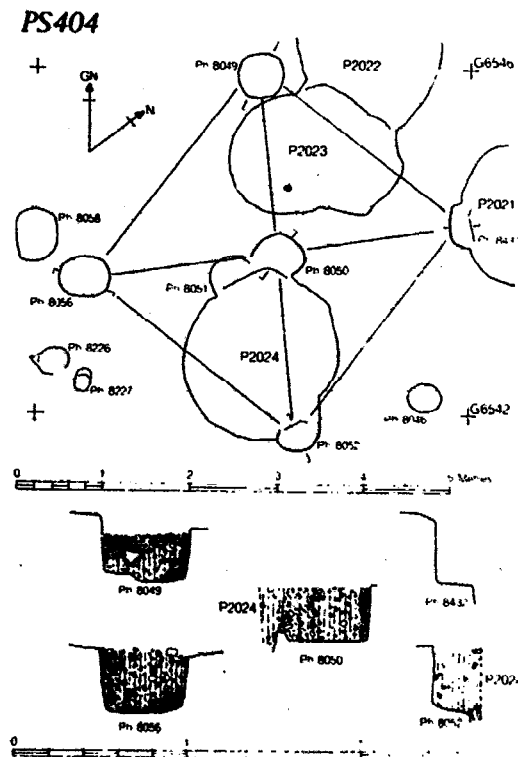 PS404
Ph 8049
P2022
G6546
GN
N
P2023
Ph 8058
P2021
Ph 8056
Ph 8051
Ph 8050
P2024
Ph 8226
Ph 8227
Ph 8046
G6542
Ph 8052
0 1 2 3 4 5 Metres
Ph 8049
P2024
Ph 8050
Ph 8056
Ph 8052
0 1